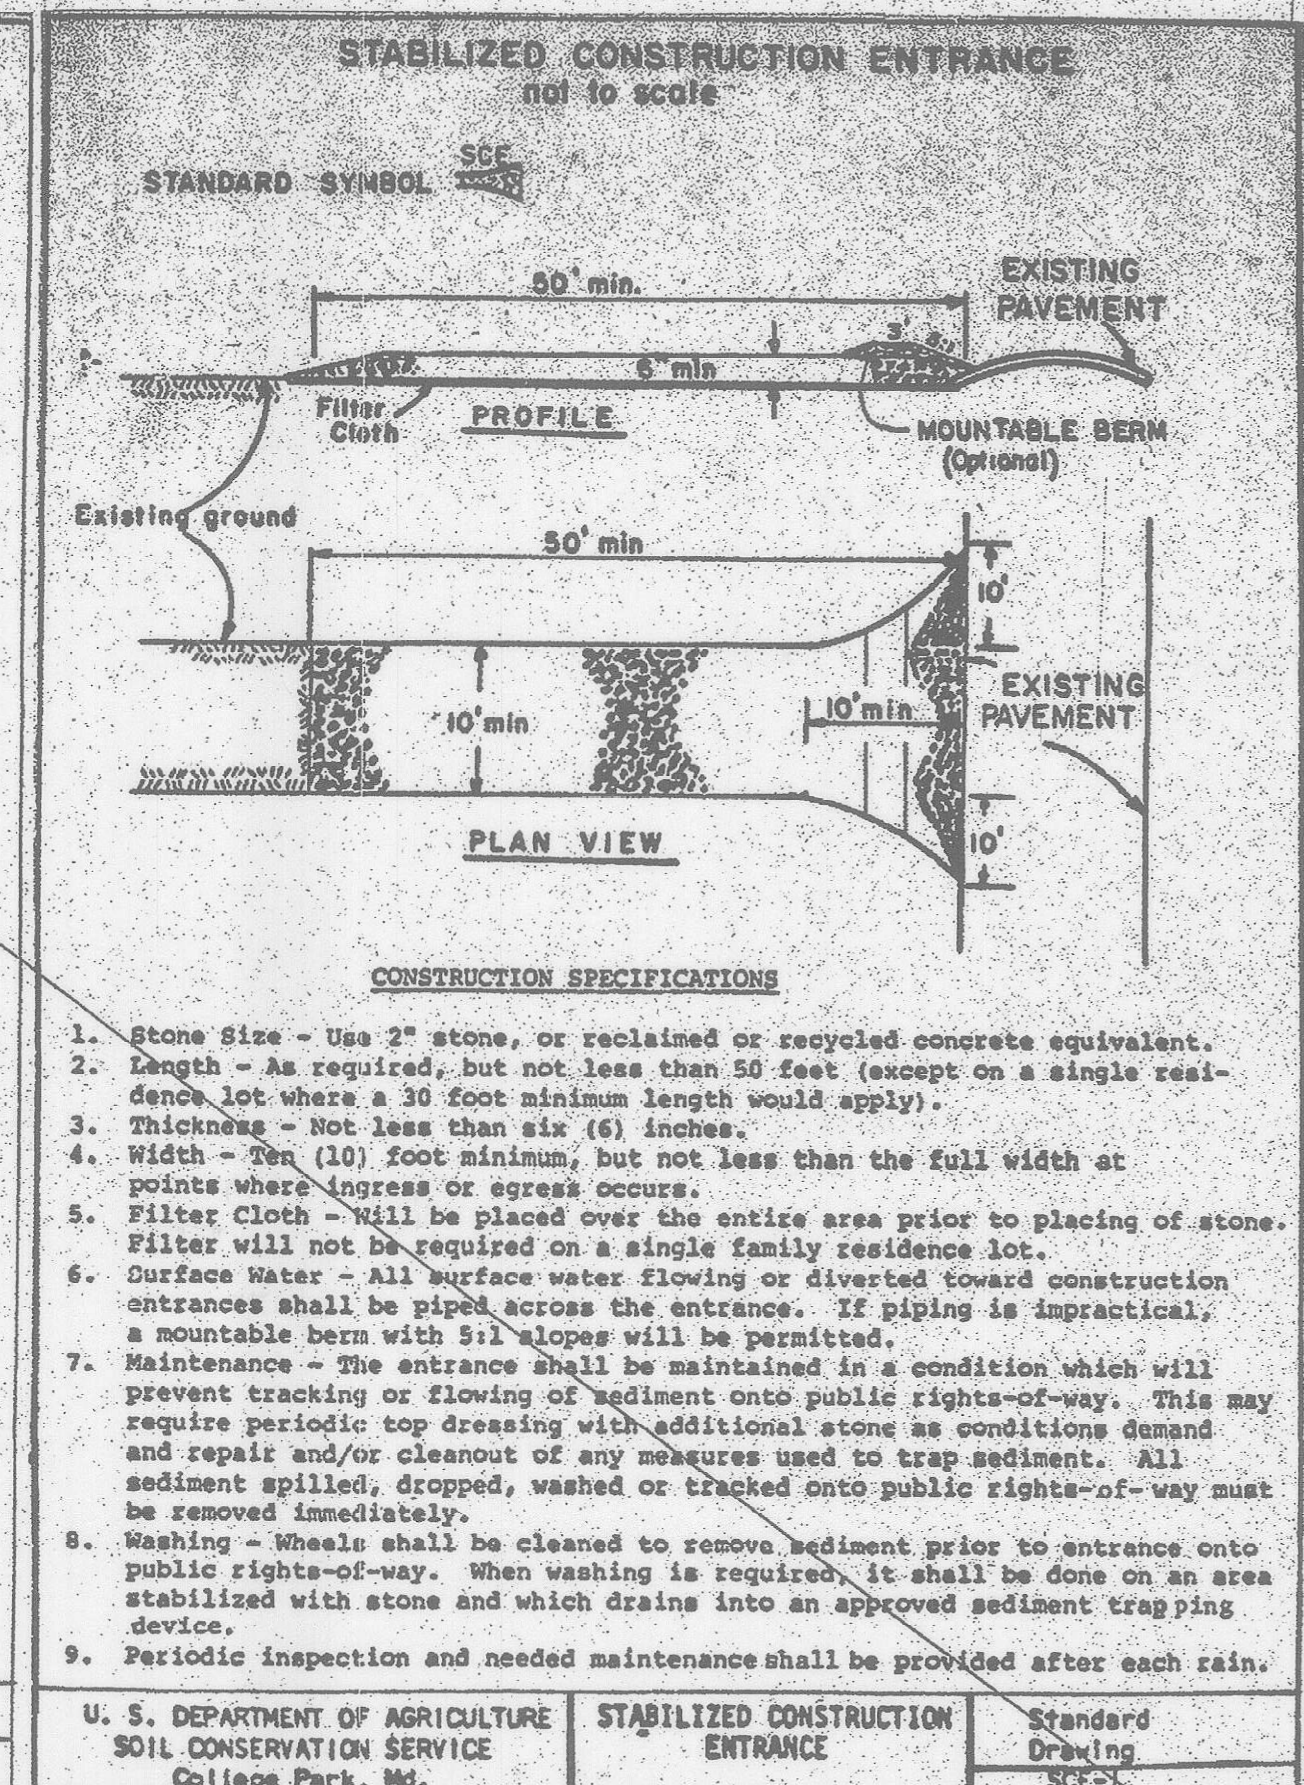 STABILIZED CONSTRUCTION ENTRANCE
not to scale
SCE
STANDARD SYMBOL
50' min.
EXISTING
PAVEMENT
3'
5:1
6" min
Filter
Cloth
PROFILE
MOUNTABLE BERM
(Optional)
Existing ground
50' min
10'
10' min
10' min
EXISTING
PAVEMENT
10'
PLAN VIEW
CONSTRUCTION SPECIFICATIONS
1. Stone Size - Use 2" stone, or reclaimed or recycled concrete equivalent.
2. Length - As required, but not less than 50 feet (except on a single resi-
dence lot where a 30 foot minimum length would apply).
3. Thickness - Not less than six (6) inches.
4. Width - Ten (10) foot minimum, but not less than the full width at
points where ingress or egress occurs.
5. Filter Cloth - Will be placed over the entire area prior to placing of stone.
Filter will not be required on a single family residence lot.
6. Surface Water - All surface water flowing or diverted toward construction
entrances shall be piped across the entrance. If piping is impractical,
a mountable berm with 5:1 slopes will be permitted.
7. Maintenance - The entrance shall be maintained in a condition which will
prevent tracking or flowing of sediment onto public rights-of-way. This may
require periodic top dressing with additional stone as conditions demand
and repair and/or cleanout of any measures used to trap sediment. All
sediment spilled, dropped, washed or tracked onto public rights-of-way must
be removed immediately.
8. Washing - Wheels shall be cleaned to remove sediment prior to entrance onto
public rights-of-way. When washing is required, it shall be done on an area
stabilized with stone and which drains into an approved sediment trapping
device.
9. Periodic inspection and needed maintenance shall be provided after each rain.
U. S. DEPARTMENT OF AGRICULTURE
SOIL CONSERVATION SERVICE
College Park, Md.
STABILIZED CONSTRUCTION
ENTRANCE
Standard
Drawing
SCE-1